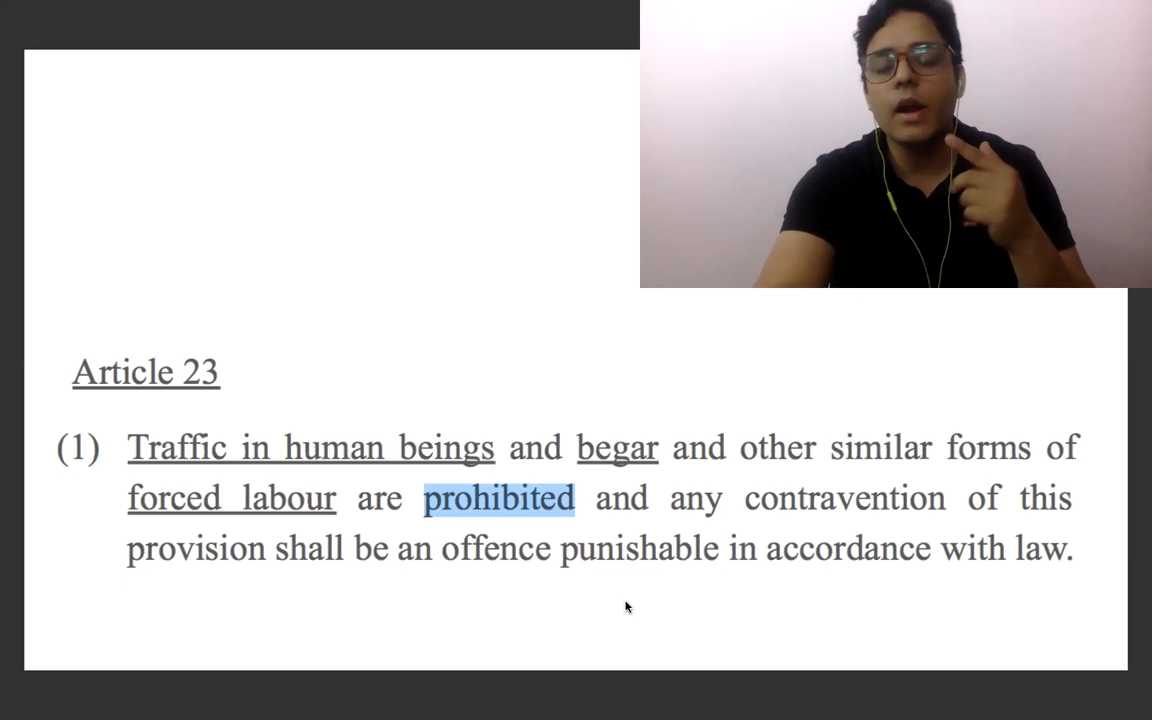 Article 23
(1) Traffic in human beings and begar and other similar forms of
forced labour are prohibited and any contravention of this
provision shall be an offence punishable in accordance with law.